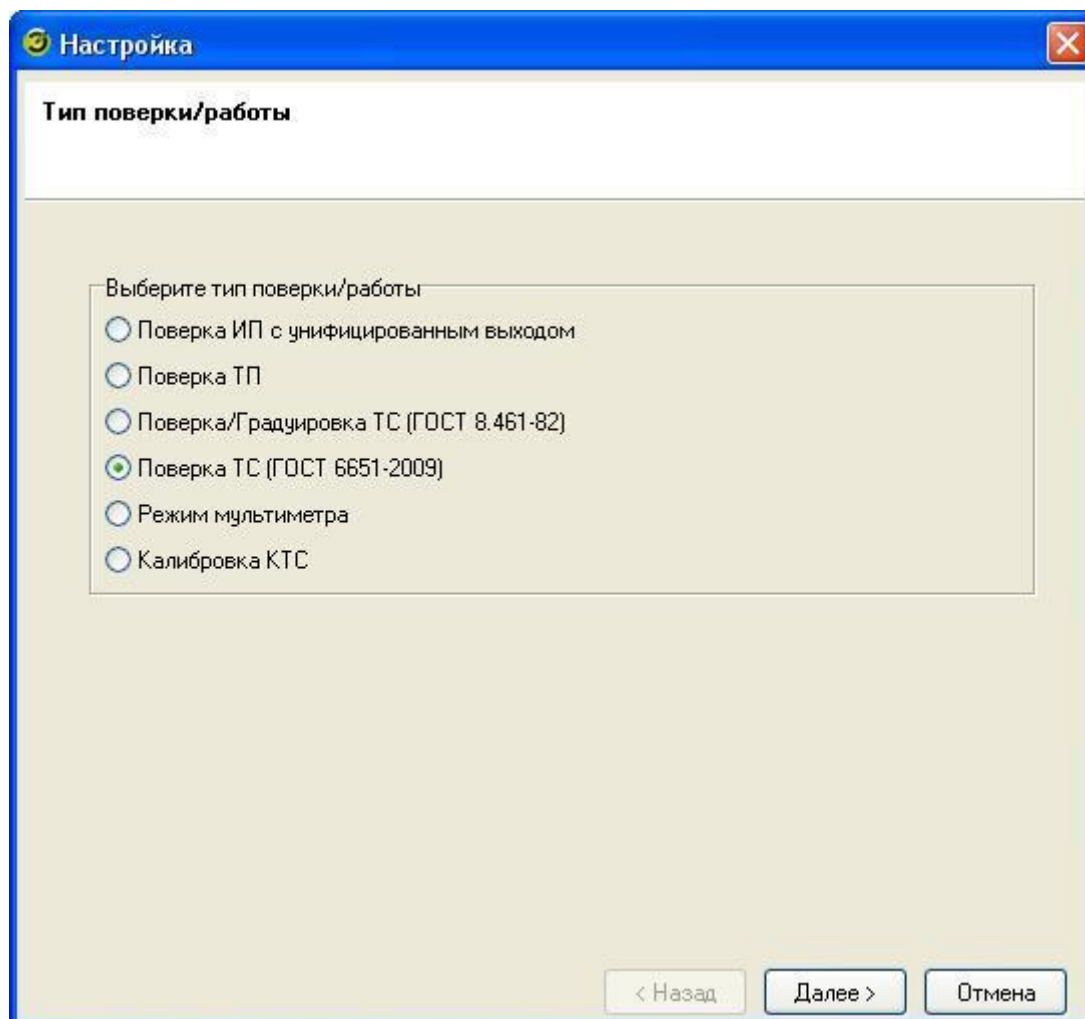 Настройка
Тип поверки/работы
Выберите тип поверки/работы
Поверка ИП с унифицированным выходом
Поверка ТП
Поверка/Градуировка ТС (ГОСТ 8.461-82)
Поверка ТС (ГОСТ 6651-2009)
Режим мультиметра
Калибровка КТС
< Назад Далее > Отмена